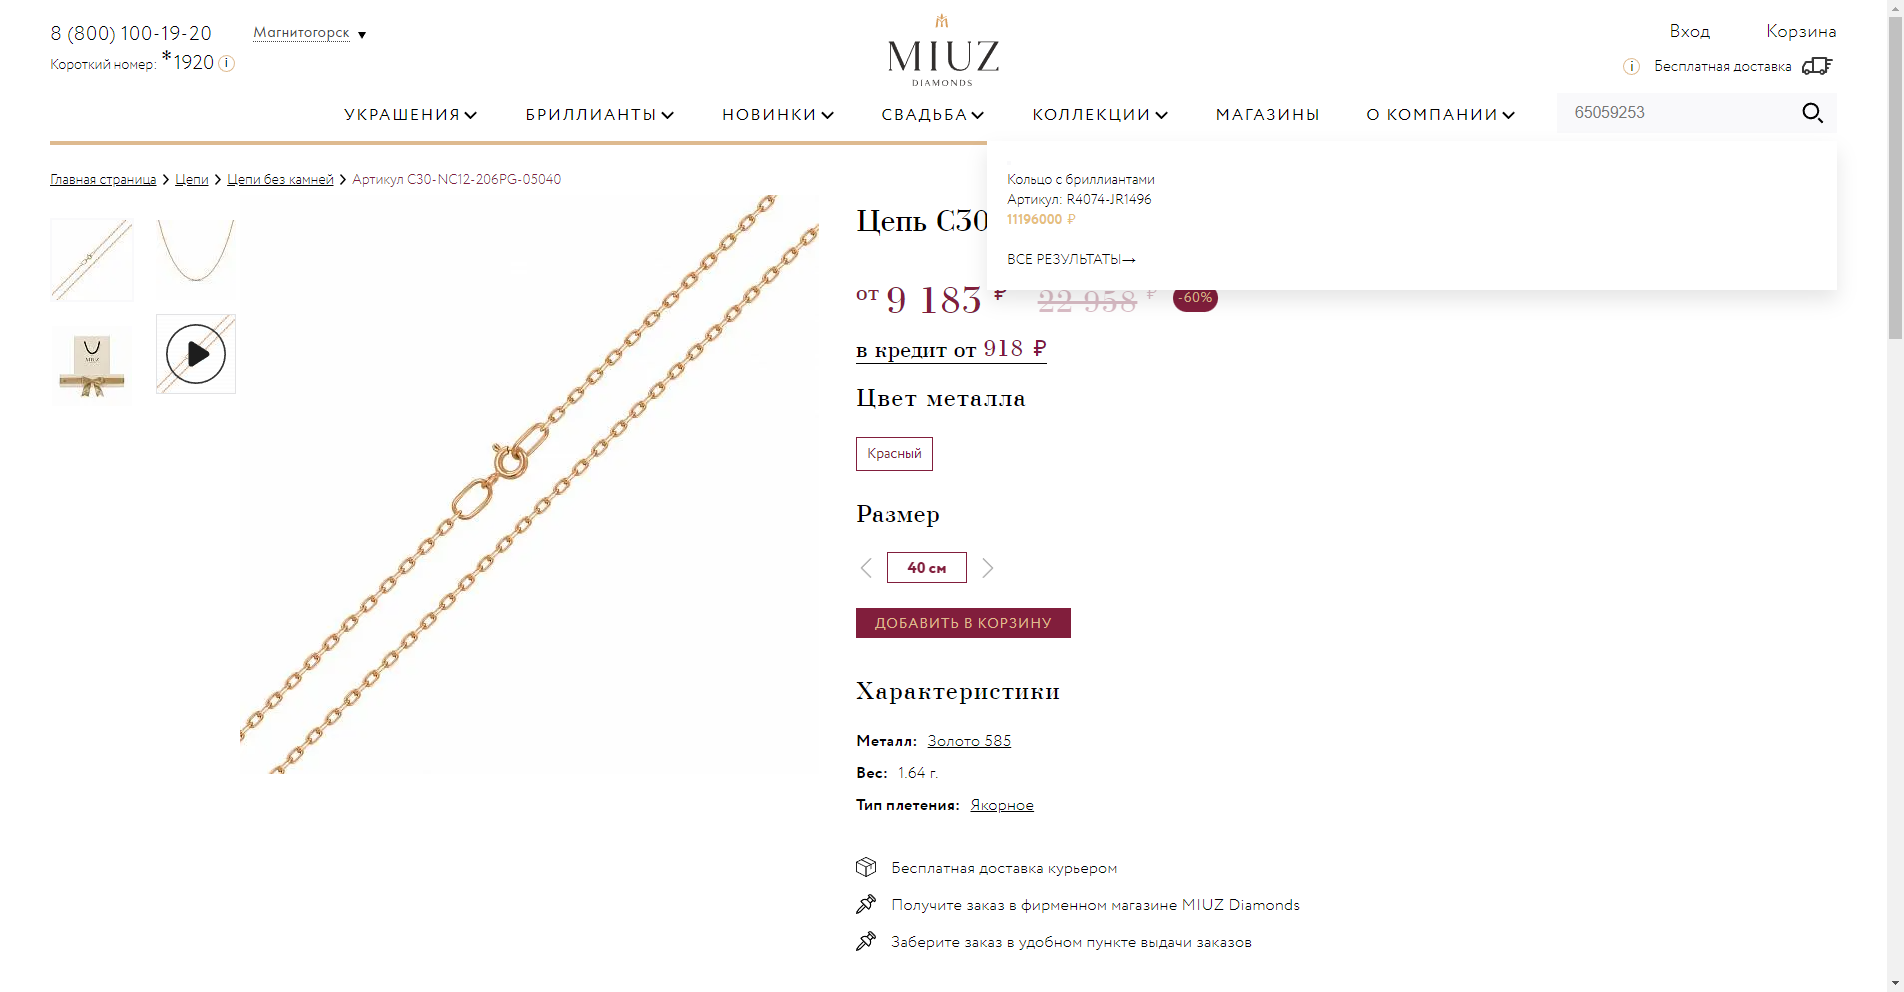 8 (800) 100-19-20
Магнитогорск
Короткий номер: *1920
MIUZ
DIAMONDS
Вход
Корзина
Бесплатная доставка
УКРАШЕНИЯ
БРИЛЛИАНТЫ
НОВИНКИ
СВАДЬБА
КОЛЛЕКЦИИ
МАГАЗИНЫ
О КОМПАНИИ
65059253
Кольцо с бриллиантами
Артикул: R4074-JR1496
11196000 ₽
ВСЕ РЕЗУЛЬТАТЫ→
Главная страница
Цепи
Цепи без камней
Артикул C30-NC12-206PG-05040
MIUZ
Цепь C30
от 9 183 ₽ 22 958 ₽ -60%
в кредит от 918 ₽
Цвет металла
Красный
Размер
40 см
ДОБАВИТЬ В КОРЗИНУ
Характеристики
Металл: Золото 585
Вес: 1.64 г.
Тип плетения: Якорное
Бесплатная доставка курьером
Получите заказ в фирменном магазине MIUZ Diamonds
Заберите заказ в удобном пункте выдачи заказов